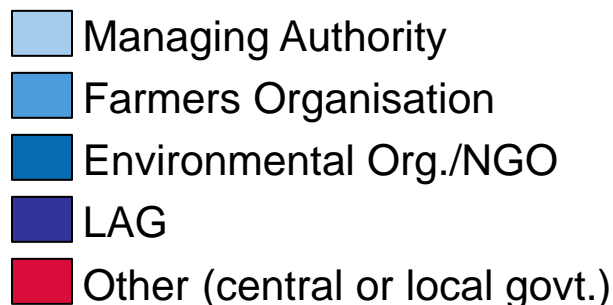 Managing Authority
Farmers Organisation
Environmental Org./NGO
LAG
Other (central or local govt.)